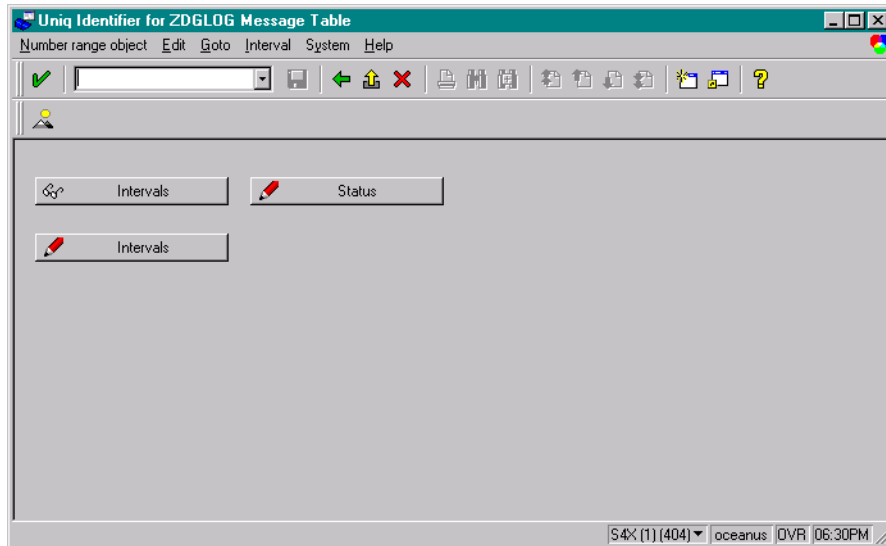 Uniq Identifier for ZDGLOG Message Table
Number range object Edit Goto Interval System Help
Intervals Status
Intervals
S4X (1) (404) oceanus OVR 06:30PM